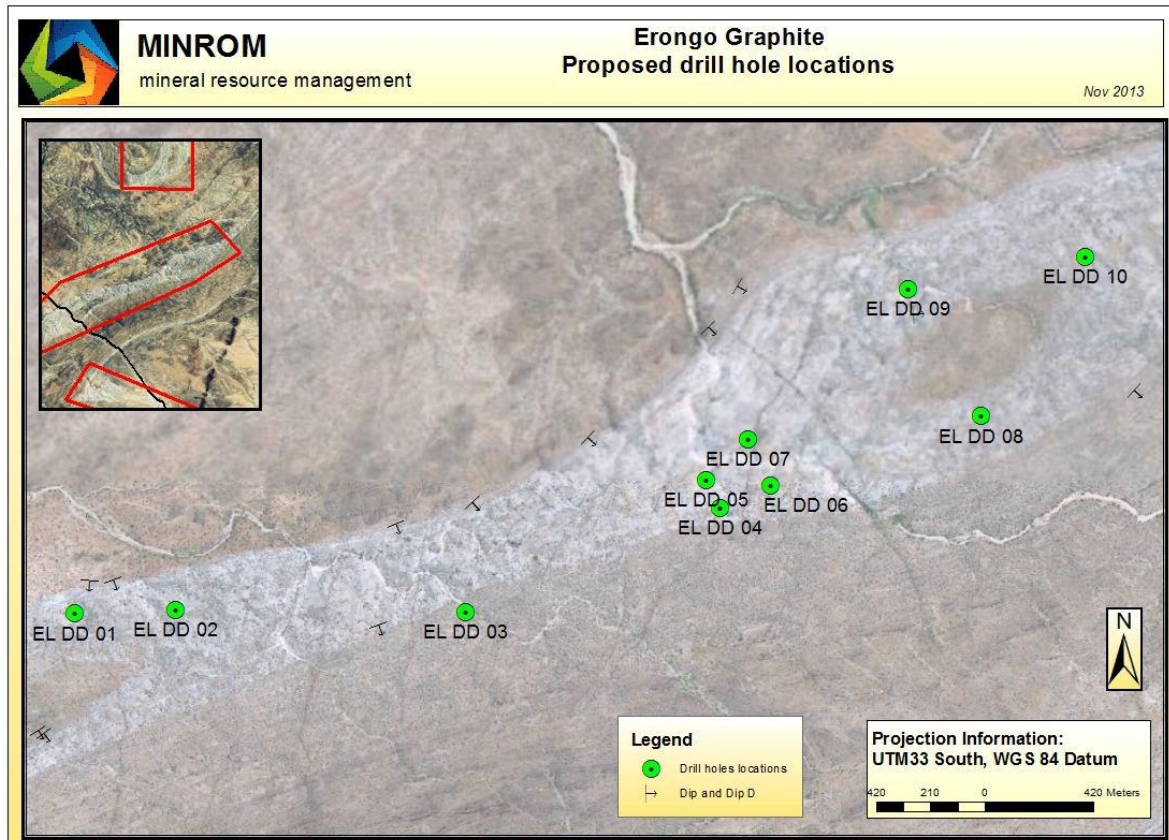 MINROM
mineral resource management
Erongo Graphite
Proposed drill hole locations
Nov 2013
EL DD 10
EL DD 09
EL DD 08
EL DD 07
EL DD 05
EL DD 06
EL DD 04
EL DD 01
EL DD 02
EL DD 03
N
Legend
Drill holes locations
Dip and Dip D
Projection Information:
UTM33 South, WGS 84 Datum
420 210 0 420 Meters